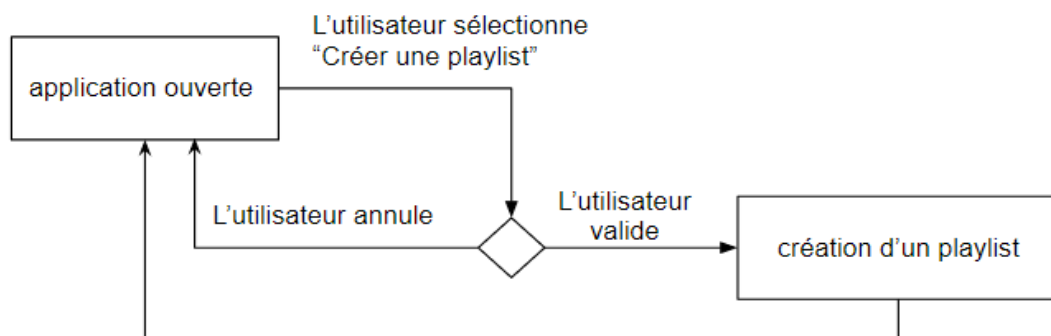 L’utilisateur sélectionne
“Créer une playlist”
application ouverte
L’utilisateur annule
L’utilisateur
valide
création d’un playlist